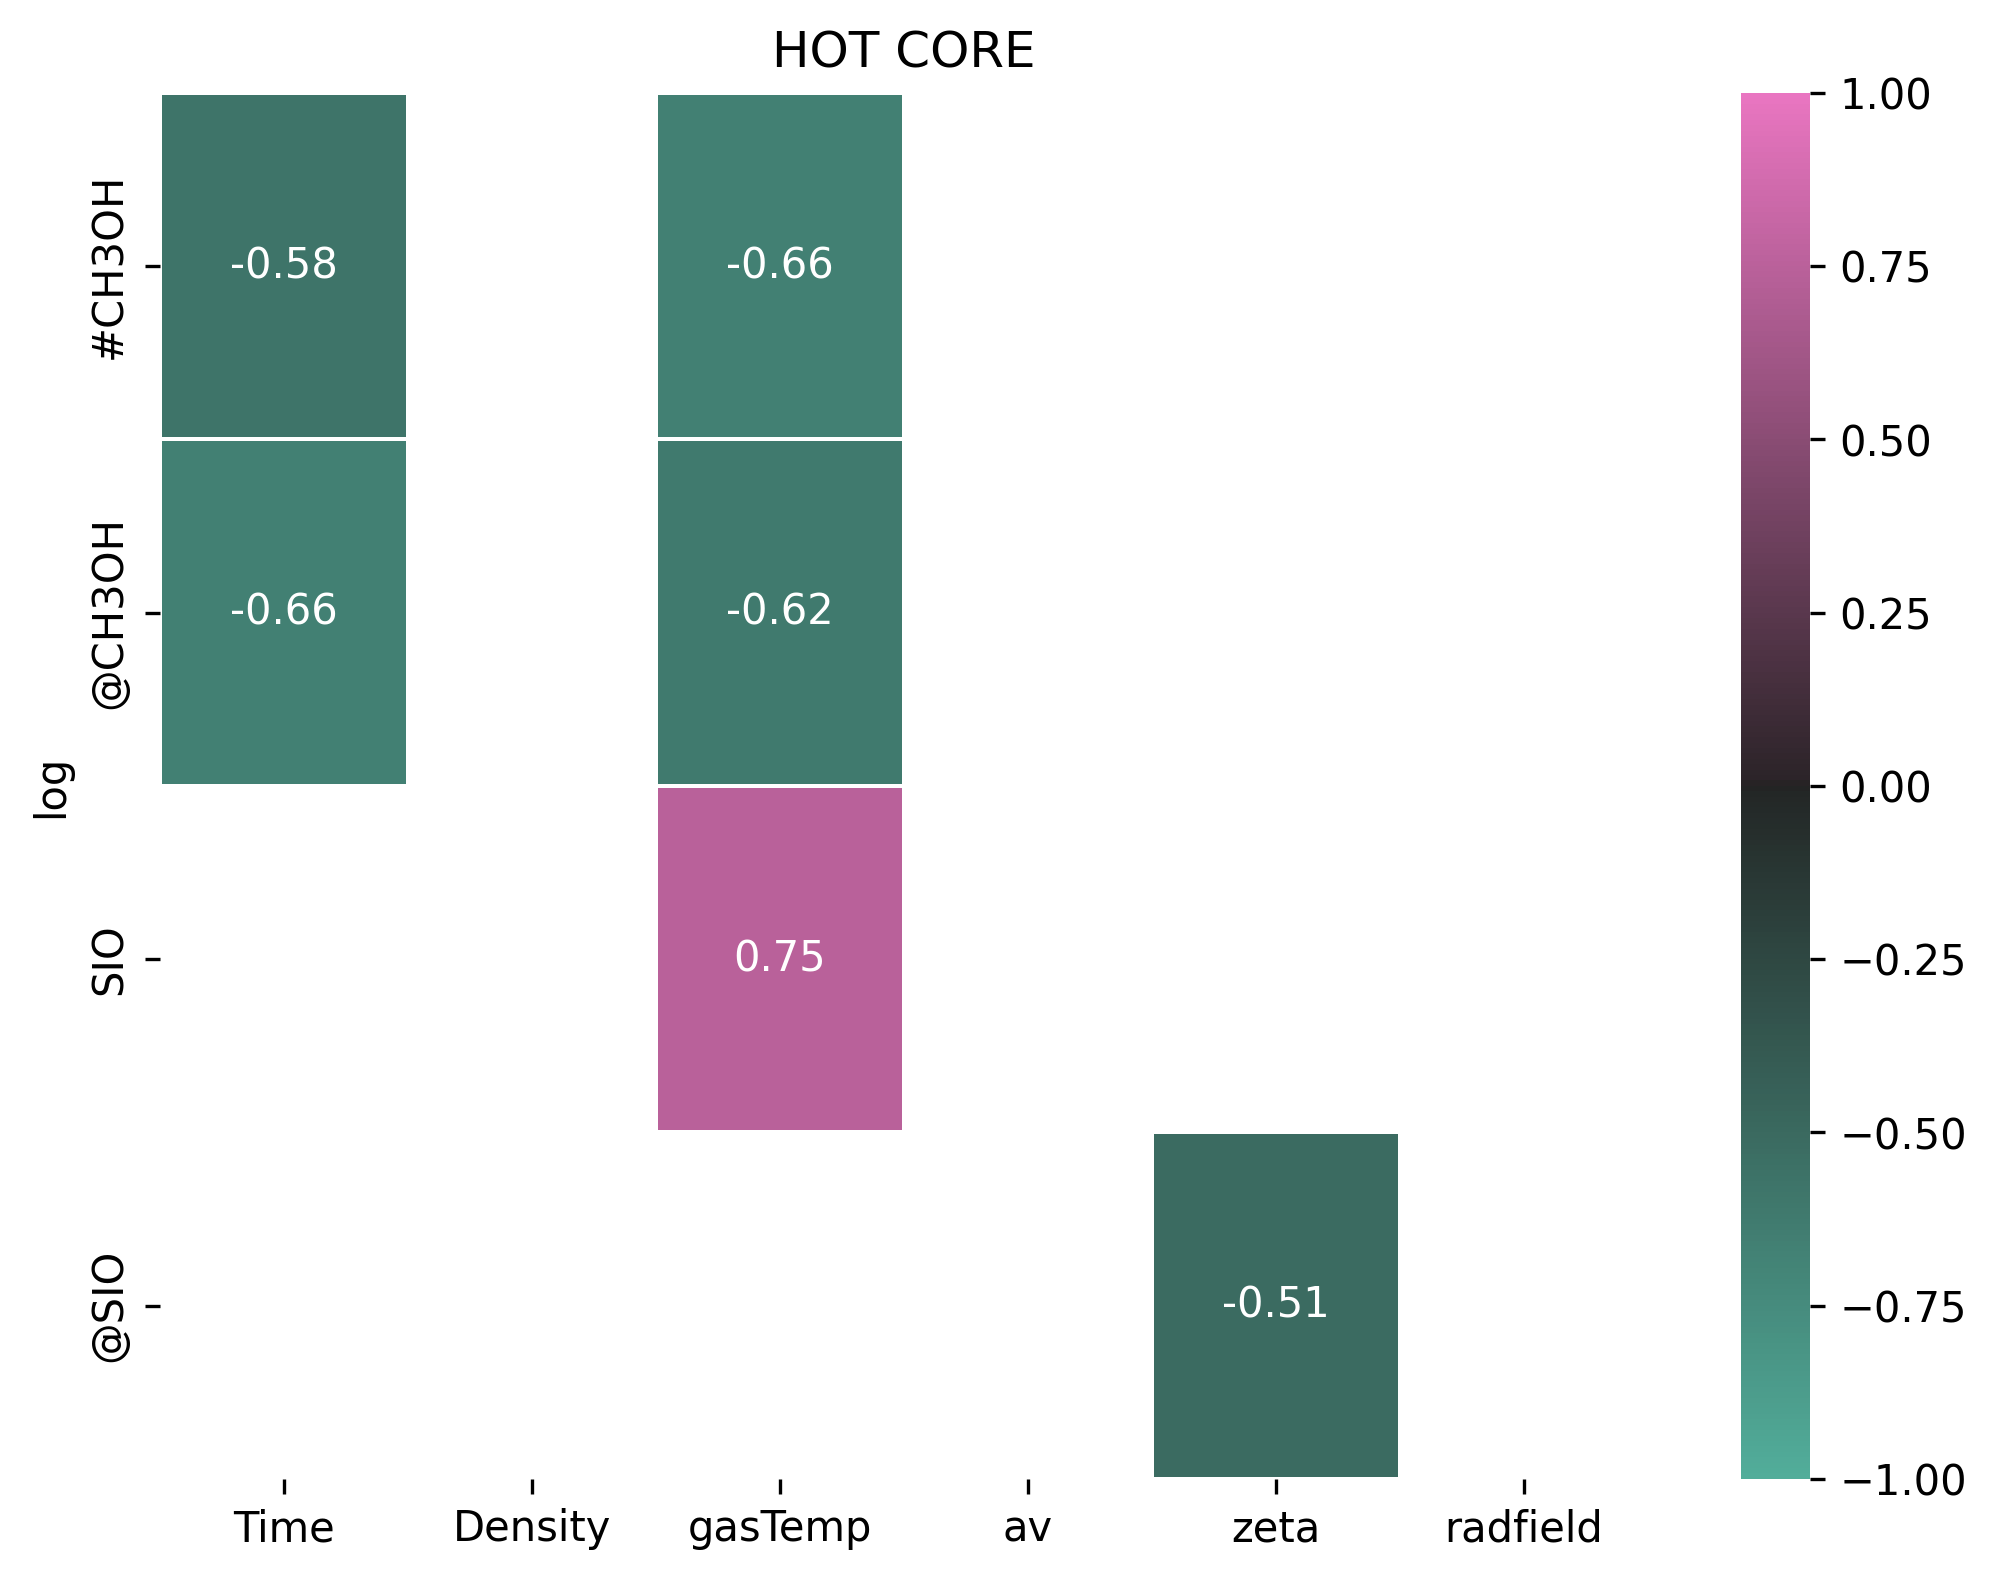 HOT CORE
#CH3OH
@CH3OH
SIO
@SIO
log
-0.58
-0.66
-0.66
-0.62
0.75
-0.51
Time
Density
gasTemp
av
zeta
radfield
1.00
0.75
0.50
0.25
0.00
−0.25
−0.50
−0.75
−1.00